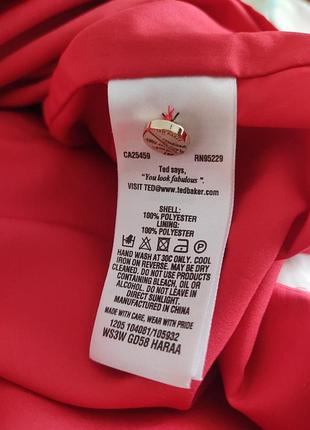 CA25459 RN95229
Ted says,
"You look fabulous ".
VISIT TED@www.tedbaker.com
SHELL:
100% POLYESTER
LINING:
100% POLYESTER
HAND WASH AT 30C ONLY. COOL
IRON ON REVERSE. MAY BE DRY
CLEANED. DO NOT USE PRODUCTS
CONTAINING BLEACH, OIL OR
ALCOHOL. DO NOT LEAVE IN
DIRECT SUNLIGHT.
MANUFACTURED IN CHINA
MADE WITH CARE, WEAR WITH PRIDE
1205 104081/105932
WS3W GD58 HARAA